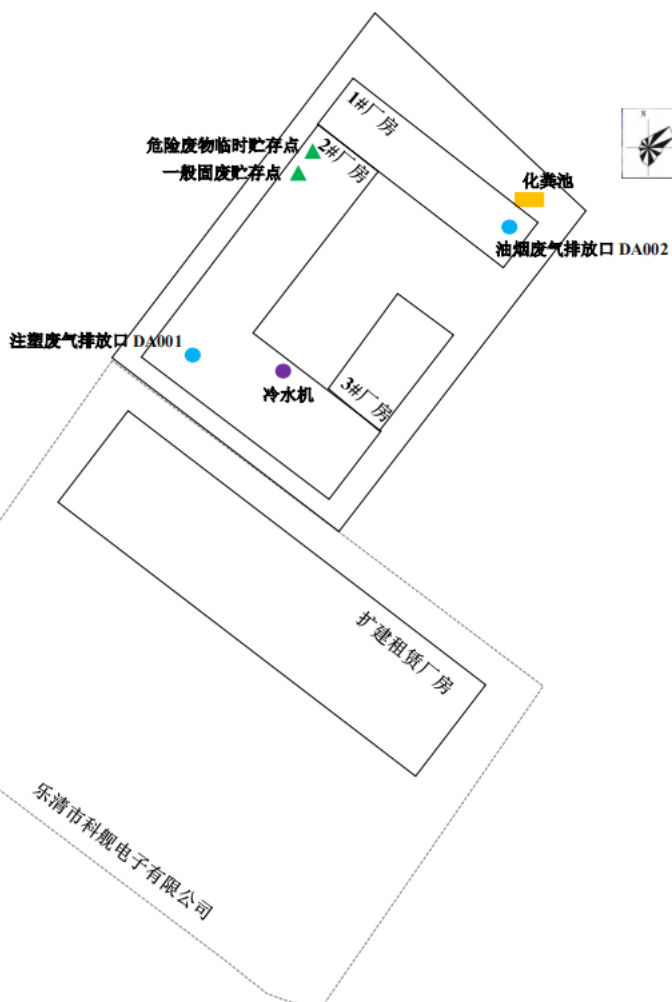 1#厂房
N
危险废物临时贮存点
2#厂房
一般固废贮存点
化粪池
油烟废气排放口 DA002
注塑废气排放口 DA001
冷水机
3#厂房
扩建租赁厂房
乐清市科舰电子有限公司